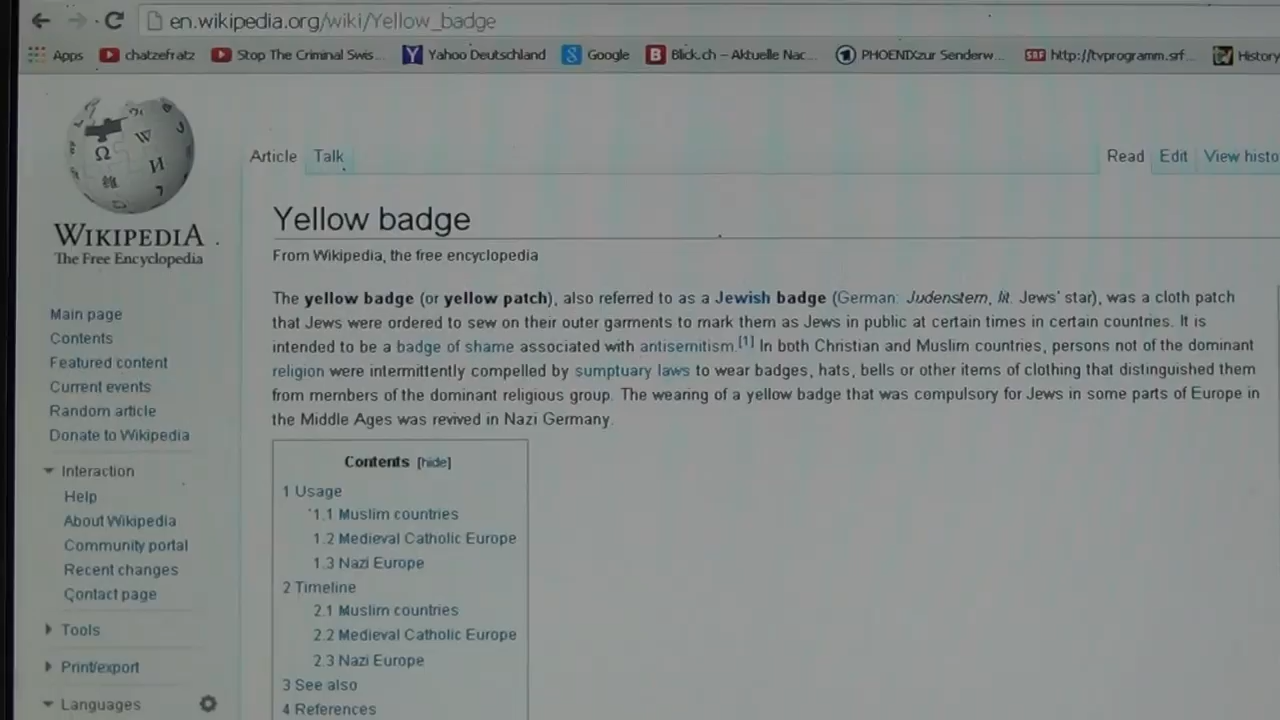 en.wikipedia.org/wiki/Yellow_badge
Apps chatzefratz Stop The Criminal Swis... Yahoo Deutschland Google Blick.ch – Aktuelle Nac... PHOENIXzur Senderw... SRF http://tvprogramm.srf... History
Article Talk Read Edit View histo
WIKIPEDIA
The Free Encyclopedia
Yellow badge
From Wikipedia, the free encyclopedia
The yellow badge (or yellow patch), also referred to as a Jewish badge (German: Judenstern, lit. Jews' star), was a cloth patch
that Jews were ordered to sew on their outer garments to mark them as Jews in public at certain times in certain countries. It is
intended to be a badge of shame associated with antisemitism.[1] In both Christian and Muslim countries, persons not of the dominant
religion were intermittently compelled by sumptuary laws to wear badges, hats, bells or other items of clothing that distinguished them
from members of the dominant religious group. The wearing of a yellow badge that was compulsory for Jews in some parts of Europe in
the Middle Ages was revived in Nazi Germany.
Main page
Contents
Featured content
Current events
Random article
Donate to Wikipedia
Interaction
Help
About Wikipedia
Community portal
Recent changes
Contact page
Tools
Print/export
Languages
Contents [hide]
1 Usage
1.1 Muslim countries
1.2 Medieval Catholic Europe
1.3 Nazi Europe
2 Timeline
2.1 Muslim countries
2.2 Medieval Catholic Europe
2.3 Nazi Europe
3 See also
4 References